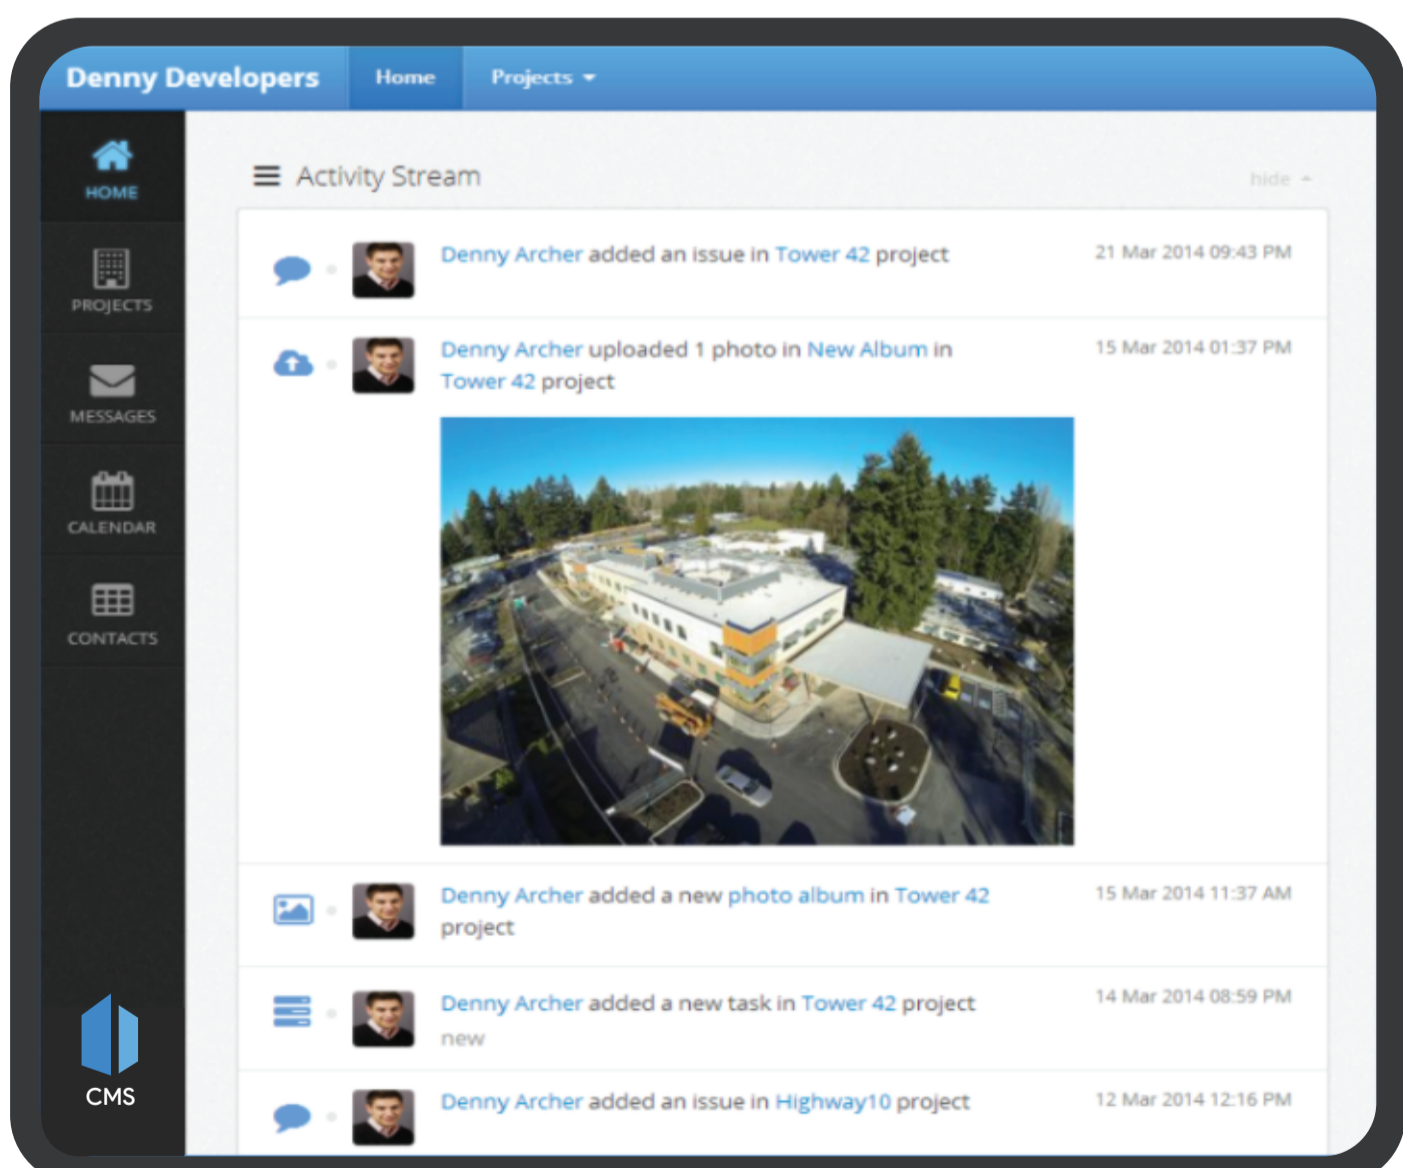 Denny Developers Home Projects
HOME
PROJECTS
MESSAGES
CALENDAR
CONTACTS
CMS
Activity Stream
hide
Denny Archer added an issue in Tower 42 project
21 Mar 2014 09:43 PM
Denny Archer uploaded 1 photo in New Album in
Tower 42 project
15 Mar 2014 01:37 PM
Denny Archer added a new photo album in Tower 42
project
15 Mar 2014 11:37 AM
Denny Archer added a new task in Tower 42 project
new
14 Mar 2014 08:59 PM
Denny Archer added an issue in Highway10 project
12 Mar 2014 12:16 PM